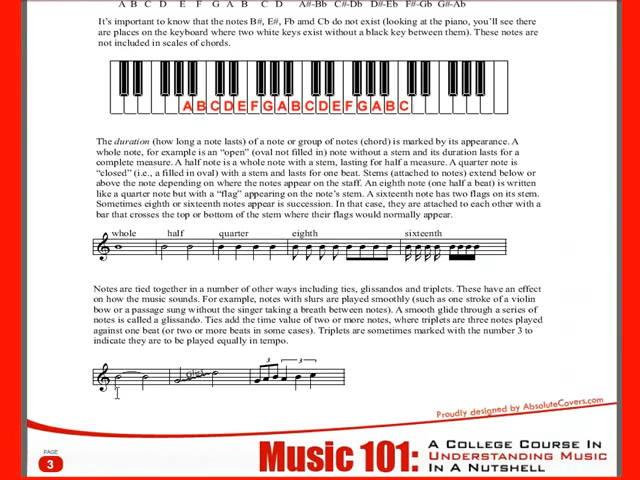 A B C D E F G A B C D A#-Bb C#-Db D#-Eb F#-Gb G#-Ab
It's important to know that the notes B#, E#, Fb and Cb do not exist (looking at the piano, you'll see there
are places on the keyboard where two white keys exist without a black key between them). These notes are
not included in scales of chords.
A B C D E F G A B C D E F G A B C
The duration (how long a note lasts) of a note or group of notes (chord) is marked by its appearance. A
whole note, for example is an "open" (oval not filled in) note without a stem and its duration lasts for a
complete measure. A half note is a whole note with a stem, lasting for half a measure. A quarter note is
"closed" (i.e., a filled in oval) with a stem and lasts for one beat. Stems (attached to notes) extend below or
above the note depending on where the notes appear on the staff. An eighth note (one half a beat) is written
like a quarter note but with a "flag" appearing on the note's stem. A sixteenth note has two flags on its stem.
Sometimes eighth or sixteenth notes appear is succession. In that case, they are attached to each other with a
bar that crosses the top or bottom of the stem where their flags would normally appear.
whole half quarter eighth sixteenth
Notes are tied together in a number of other ways including ties, glissandos and triplets. These have an effect
on how the music sounds. For example, notes with slurs are played smoothly (such as one stroke of a violin
bow or a passage sung without the singer taking a breath between notes). A smooth glide through a series of
notes is called a glissando. Ties add the time value of two or more notes, where triplets are three notes played
against one beat (or two or more beats in some cases). Triplets are sometimes marked with the number 3 to
indicate they are to be played equally in tempo.
Gliss. 3 3
Proudly designed by AbsoluteCovers.com
PAGE
3
Music 101:
A College Course In
Understanding Music
In A Nutshell